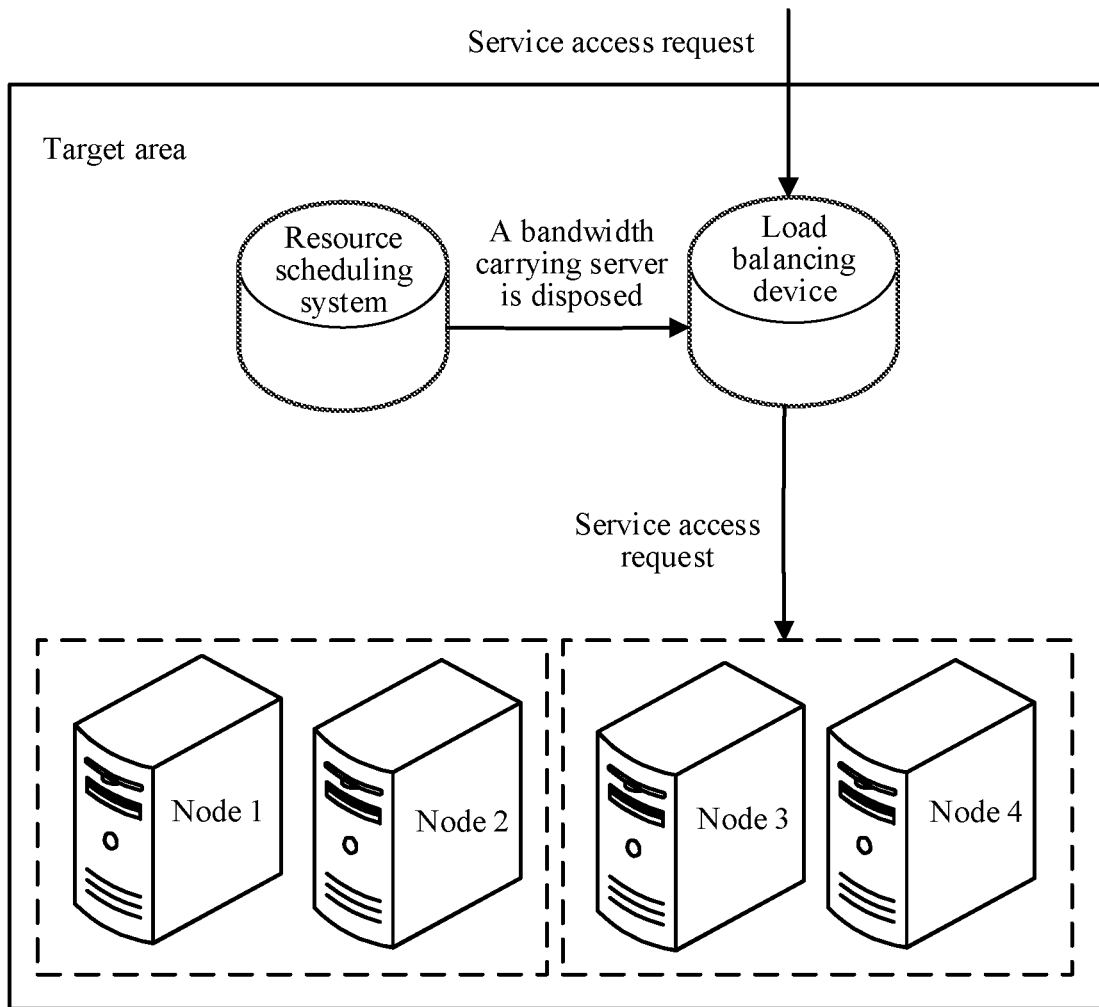 Service access request
Target area
Resource
scheduling
system
A bandwidth
carrying server
is disposed
Load
balancing
device
Service access
request
Node 1
Node 2
Node 3
Node 4